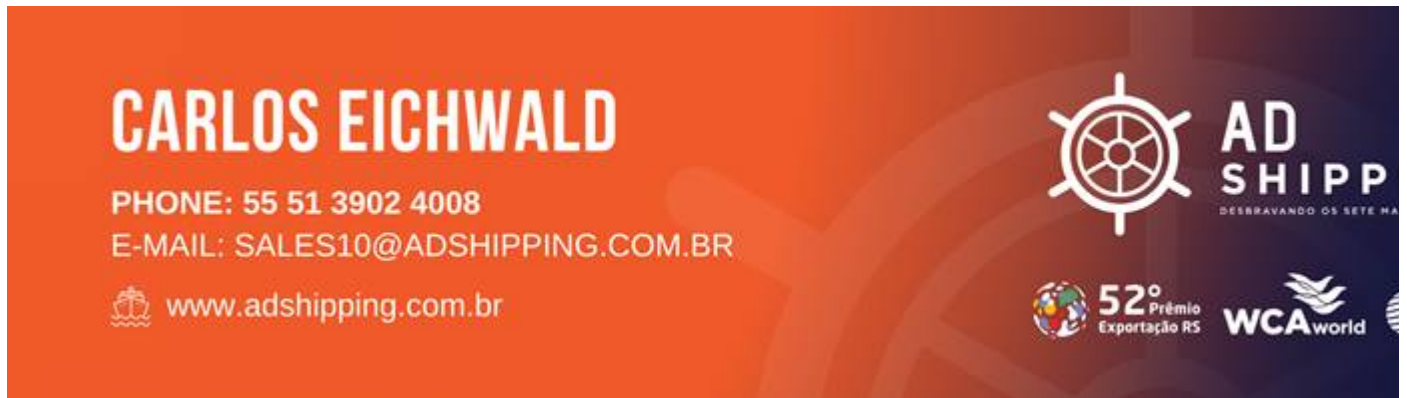 CARLOS EICHWALD
PHONE: 55 51 3902 4008
E-MAIL: SALES10@ADSHIPPING.COM.BR
www.adshipping.com.br
AD
SHIPP
DESBRAVANDO OS SETE MA
52º Prêmio
Exportação RS
WCAworld